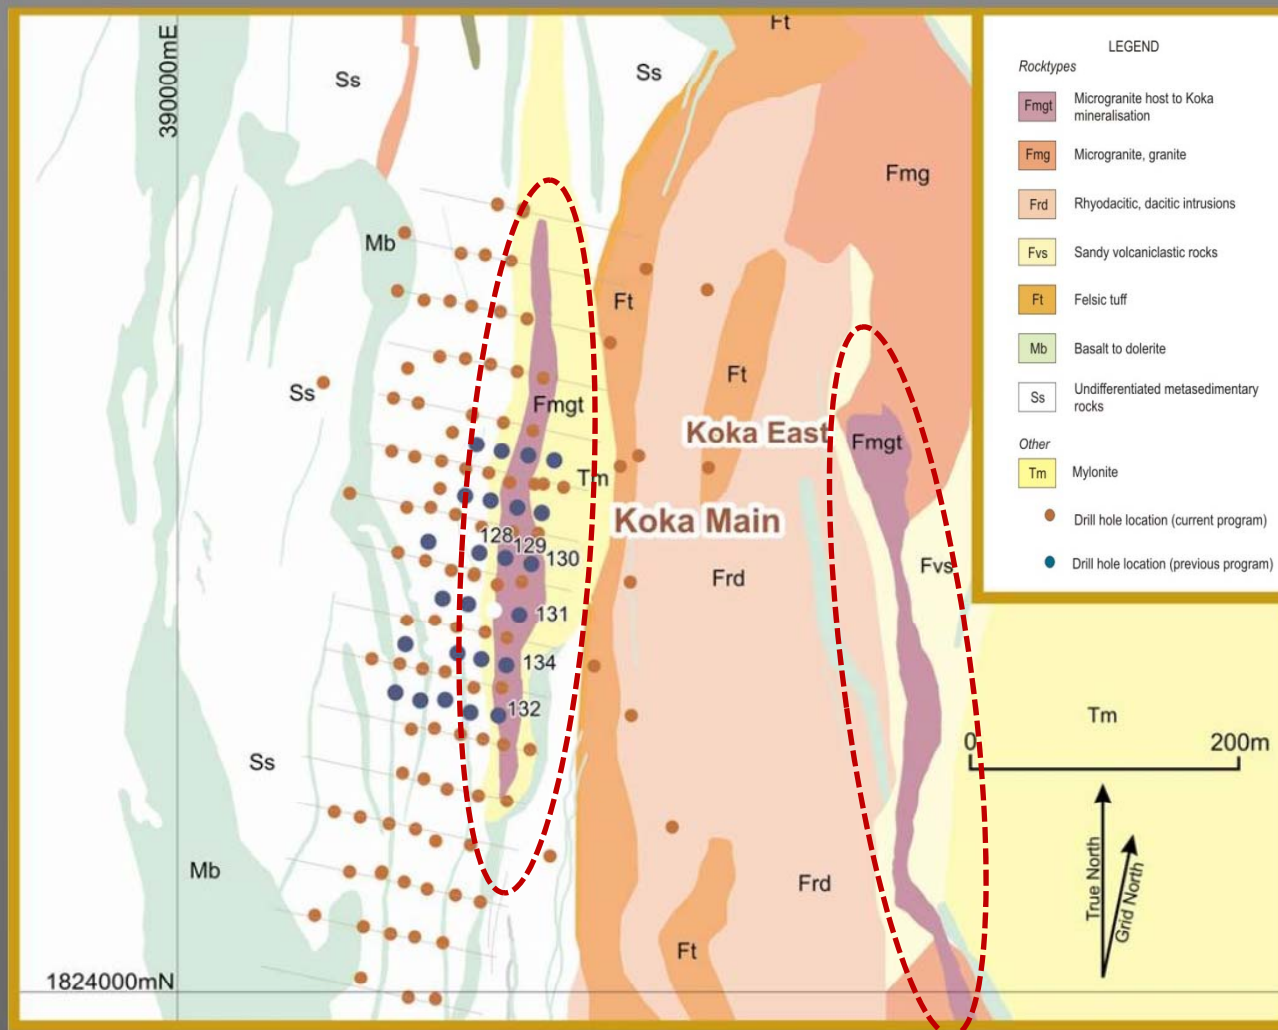 390000mE
Ft
Ss
Ss
Fmg
Mb
Ft
Ft
Ss
Fmgt
Koka East
Fmgt
Tm
Koka Main
128
129
130
Fvs
Frd
131
134
132
Tm
0
200m
Ss
Mb
Frd
True North
Grid North
Ft
1824000mN
LEGEND
Rocktypes
Fmgt
Microgranite host to Koka
mineralisation
Fmg
Microgranite, granite
Frd
Rhyodacitic, dacitic intrusions
Fvs
Sandy volcaniclastic rocks
Ft
Felsic tuff
Mb
Basalt to dolerite
Ss
Undifferentiated metasedimentary
rocks
Other
Tm
Mylonite
Drill hole location (current program)
Drill hole location (previous program)